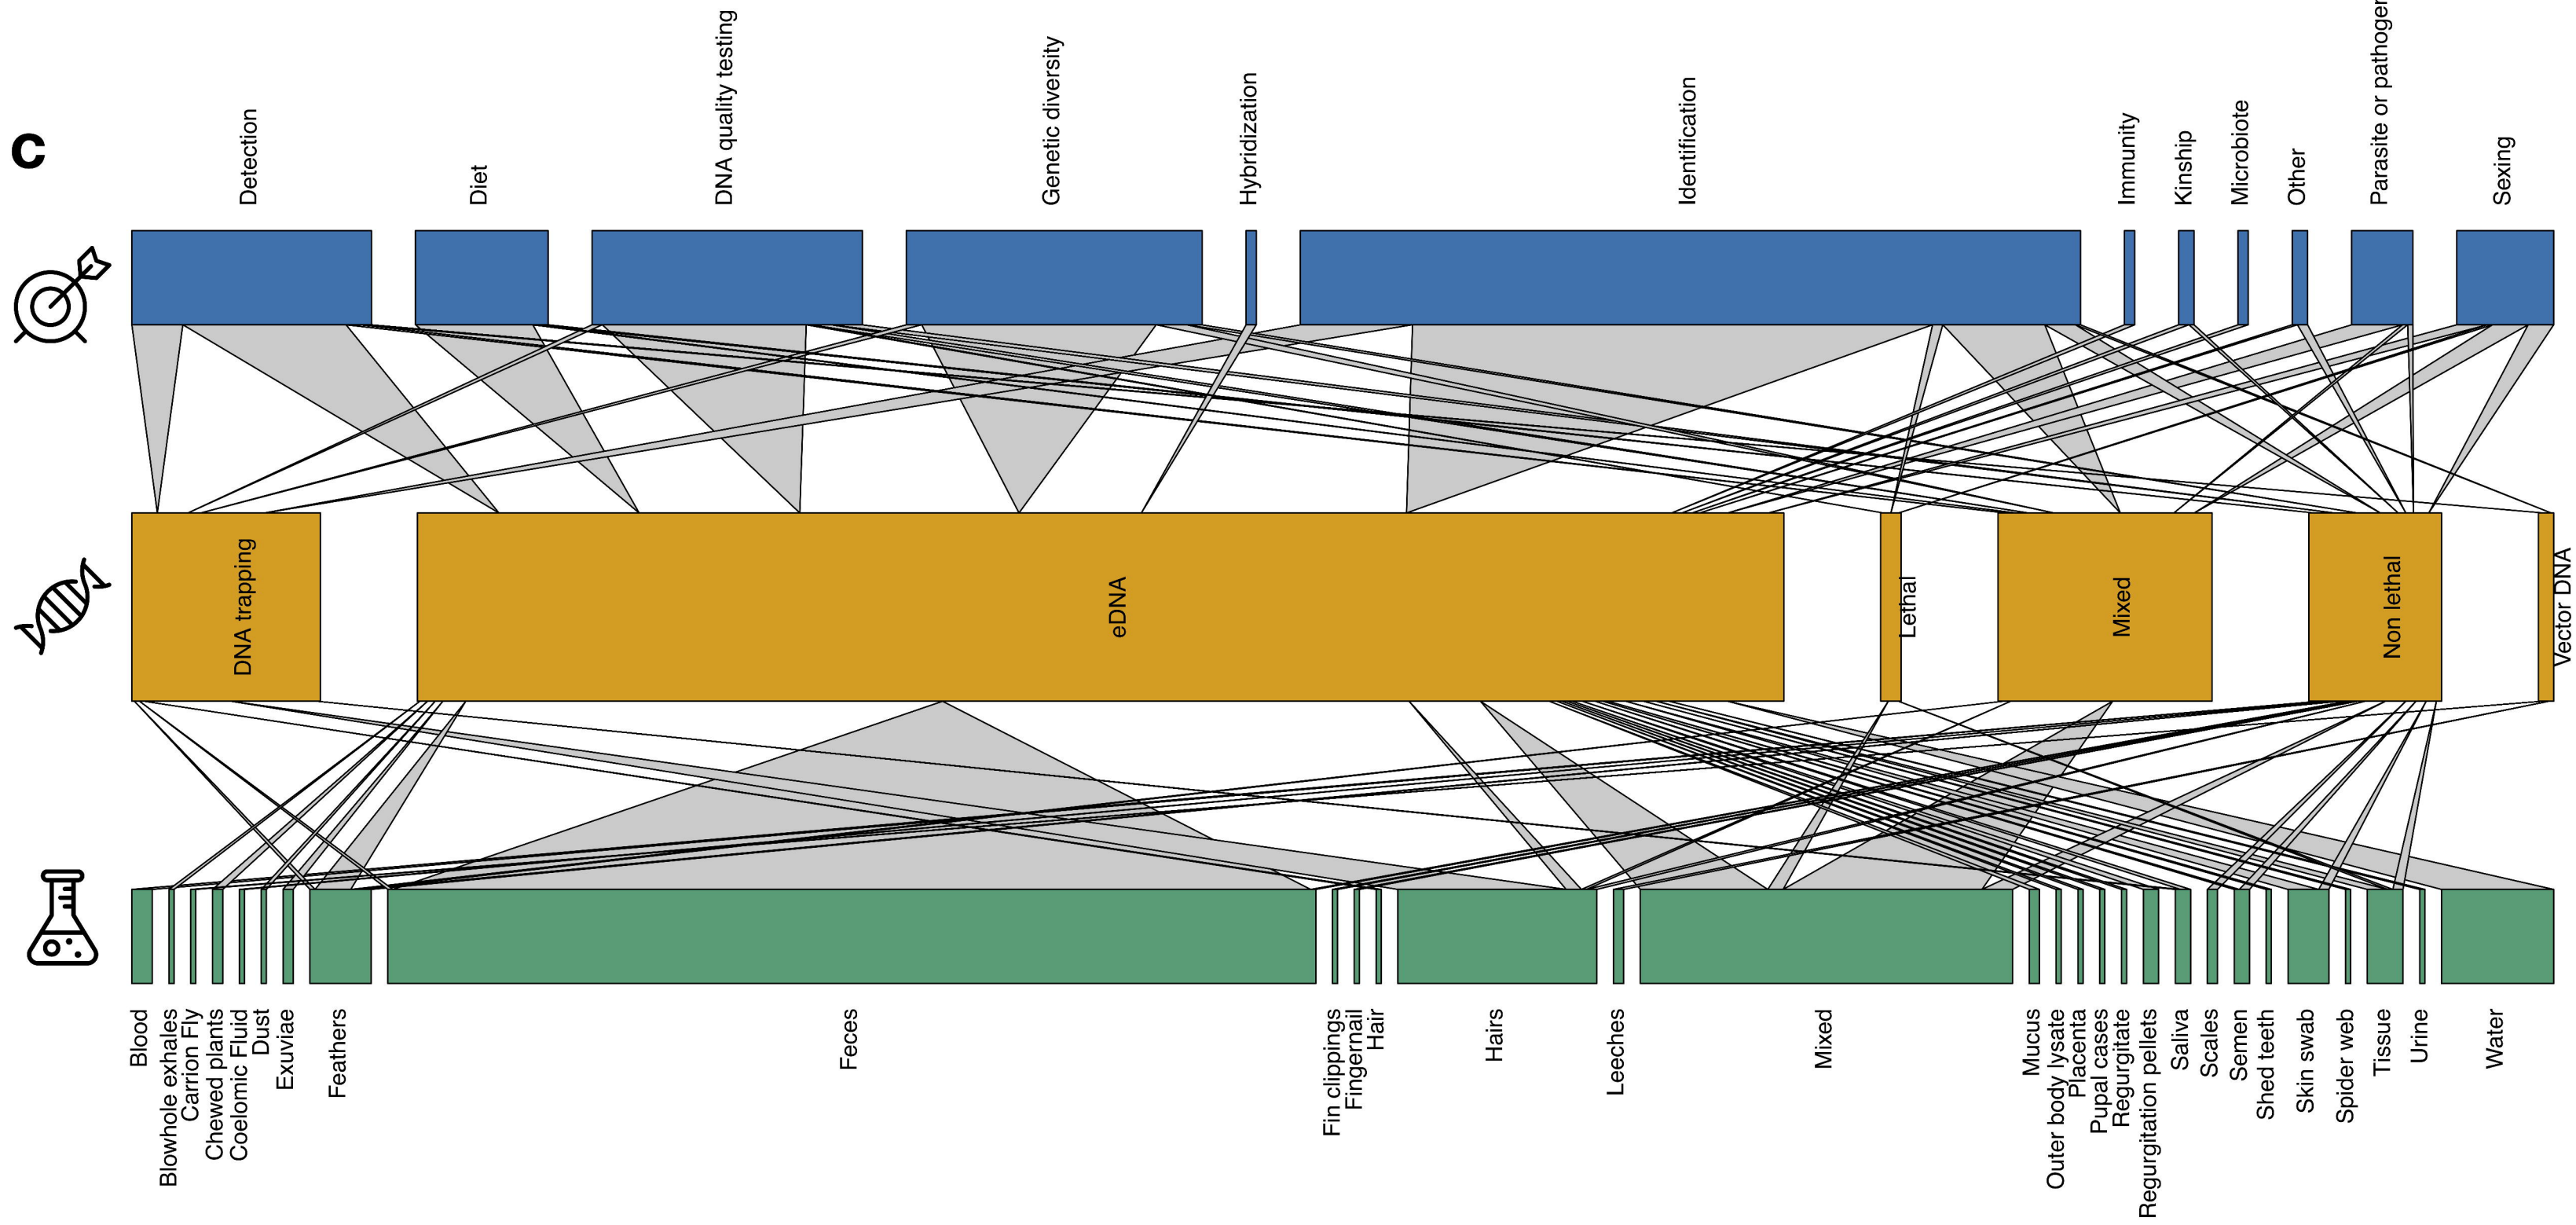 c
Detection
Diet
DNA quality testing
Genetic diversity
Hybridization
Identification
Immunity
Kinship
Microbiote
Other
Parasite or pathogen
Sexing
DNA trapping
eDNA
Lethal
Mixed
Non lethal
Vector DNA
Blood
Blowhole exhales
Carrion Fly
Chewed plants
Coelomic Fluid
Dust
Exuviae
Feathers
Feces
Fin clippings
Fingernail
Hair
Hairs
Leeches
Mixed
Mucus
Outer body lysate
Placenta
Pupal cases
Regurgitate
Regurgitation pellets
Saliva
Scales
Semen
Shed teeth
Skin swab
Spider web
Tissue
Urine
Water